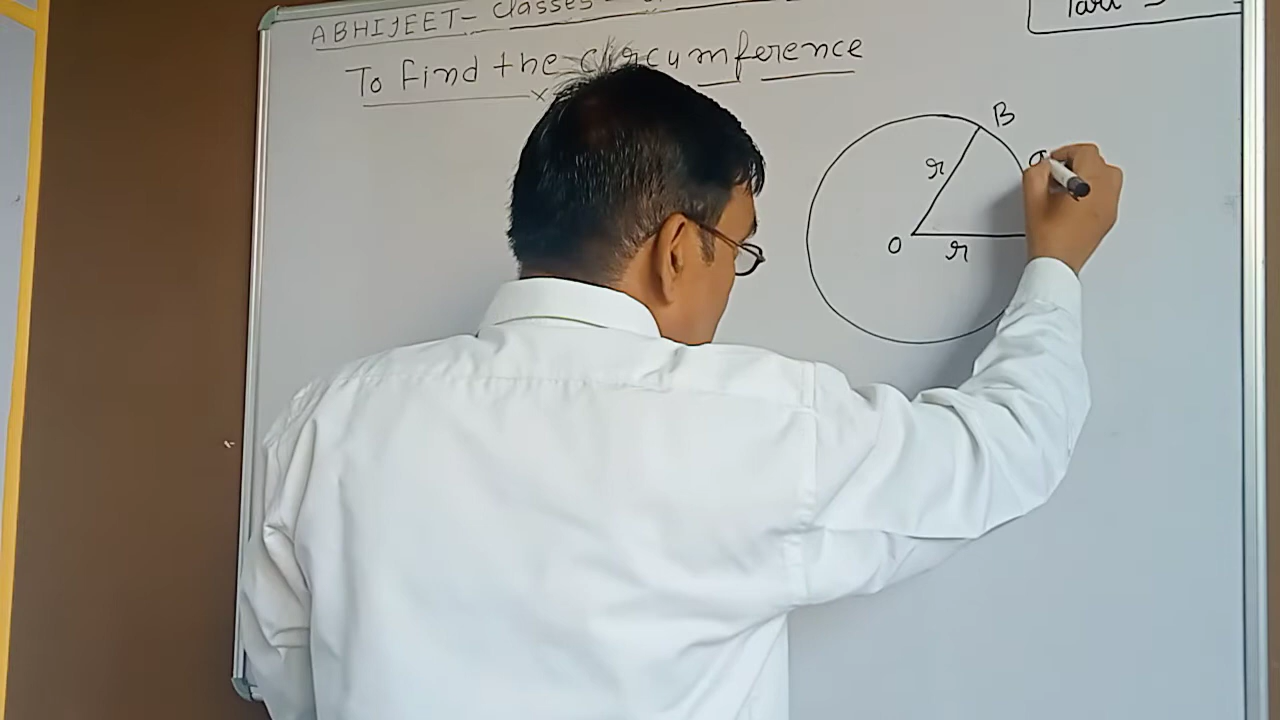 ABHIJEET- Classes -
To find the circumference
B
r
O
r